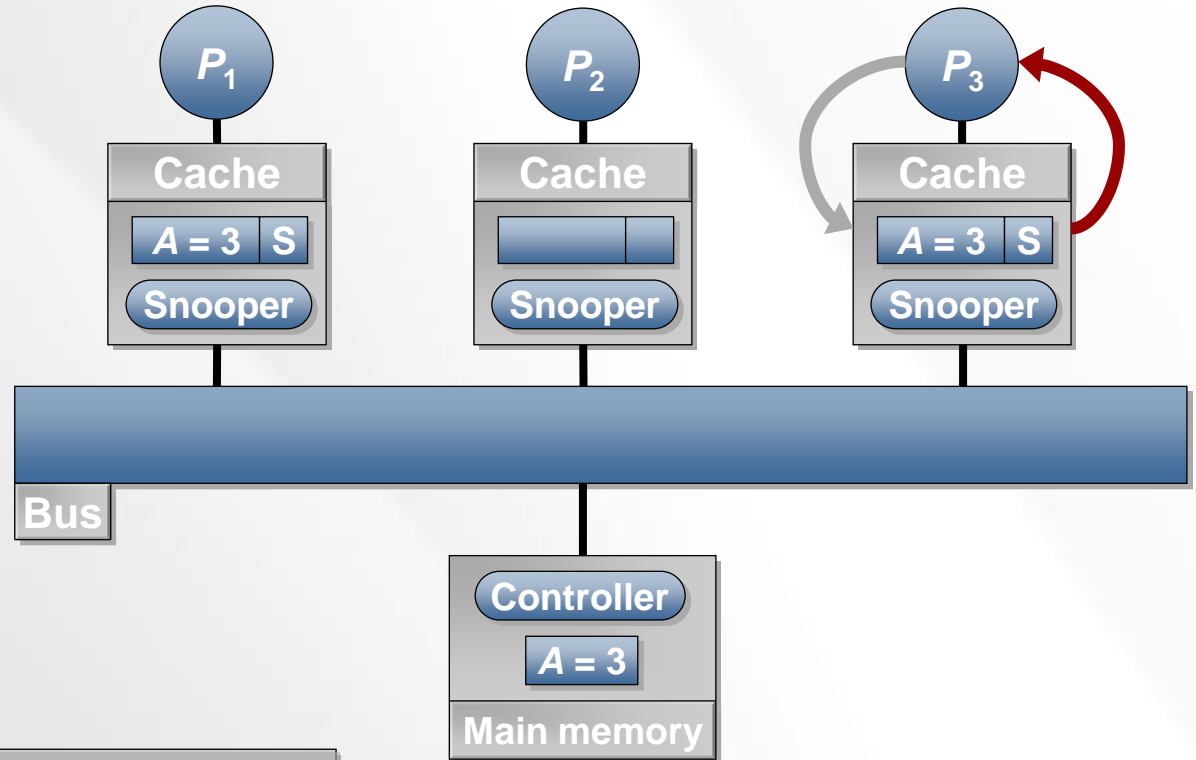 P1
P2
P3
Cache
Cache
Cache
A = 3 S
A = 3 S
Snooper
Snooper
Snooper
Bus
Controller
A = 3
Main memory